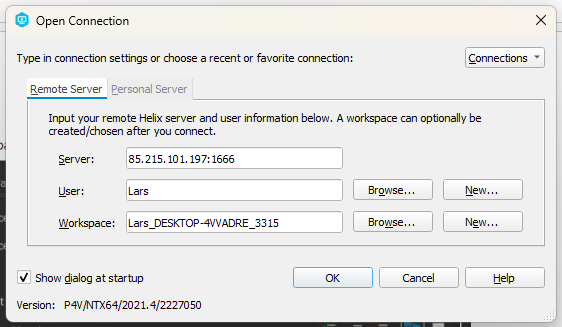 Open Connection
Type in connection settings or choose a recent or favorite connection:
Connections
Remote Server
Personal Server
Input your remote Helix server and user information below. A workspace can optionally be
created/chosen after you connect.
Server:
85.215.101.197:1666
User:
Lars
Browse...
New...
Workspace:
Lars_DESKTOP-4VVADRE_3315
Browse...
New...
Show dialog at startup
OK
Cancel
Help
Version: P4V/NTX64/2021.4/2227050